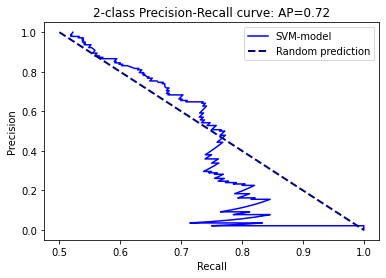 2-class Precision-Recall curve: AP=0.72
SVM-model
Random prediction
Precision
1.0
0.8
0.6
0.4
0.2
0.0
0.5 0.6 0.7 0.8 0.9 1.0
Recall